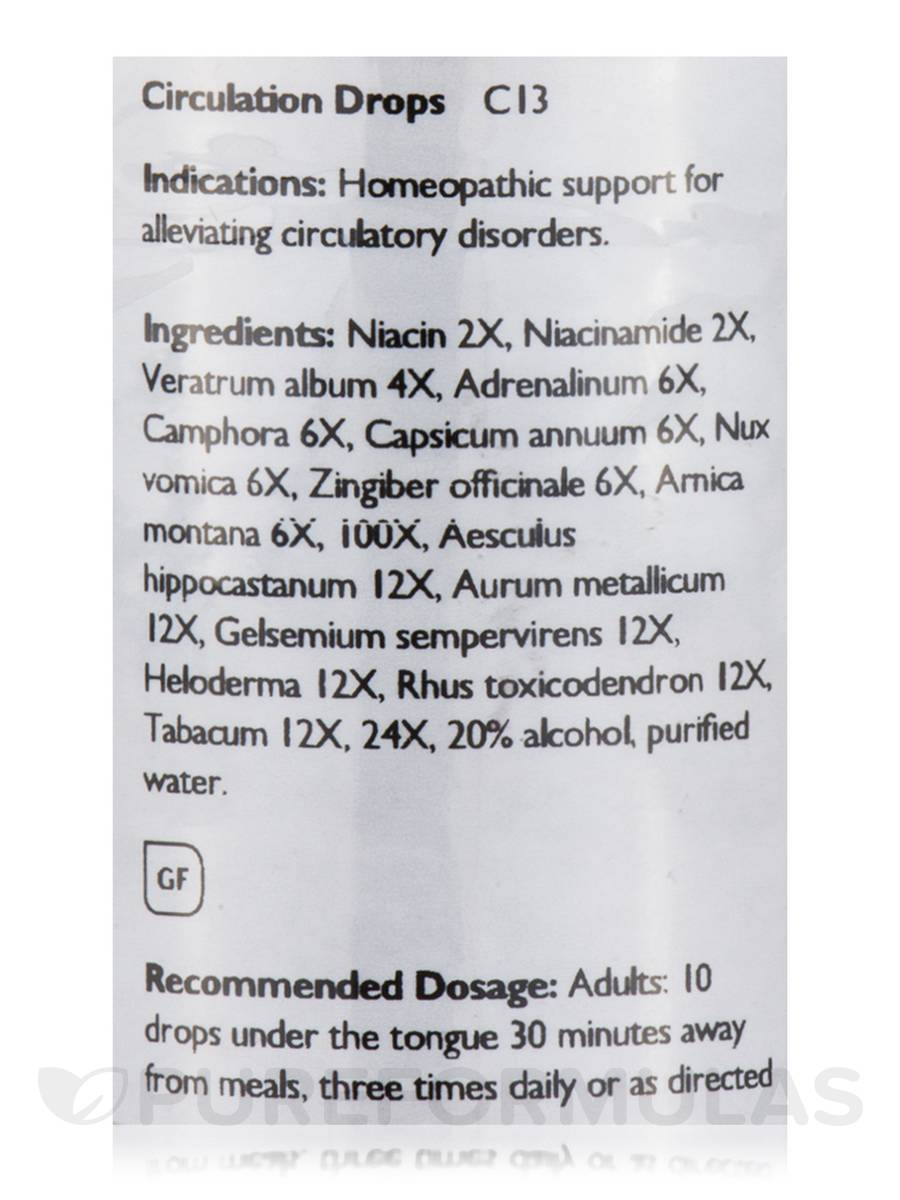 Circulation Drops C13
Indications: Homeopathic support for
alleviating circulatory disorders.
Ingredients: Niacin 2X, Niacinamide 2X,
Veratrum album 4X, Adrenalinum 6X,
Camphora 6X, Capsicum annuum 6X, Nux
vomica 6X, Zingiber officinale 6X, Arnica
montana 6X, 100X, Aesculus
hippocastanum 12X, Aurum metallicum
12X, Gelsemium sempervirens 12X,
Heloderma 12X, Rhus toxicodendron 12X,
Tabacum 12X, 24X, 20% alcohol, purified
water.
GF
Recommended Dosage: Adults: 10
drops under the tongue 30 minutes away
from meals, three times daily or as directed
PUREFORMULAS